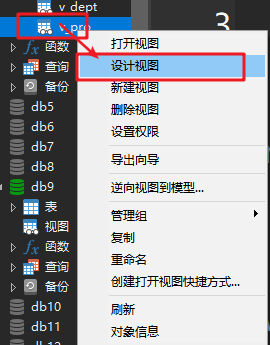 v_dept
3
v_pro
函数
查询
备份
db5
db6
db7
db8
db9
表
视图
函数
查询
备份
db10
db11
打开视图
设计视图
新建视图
删除视图
设置权限
导出向导
逆向视图到模型...
管理组
复制
重命名
创建打开视图快捷方式...
刷新
对象信息